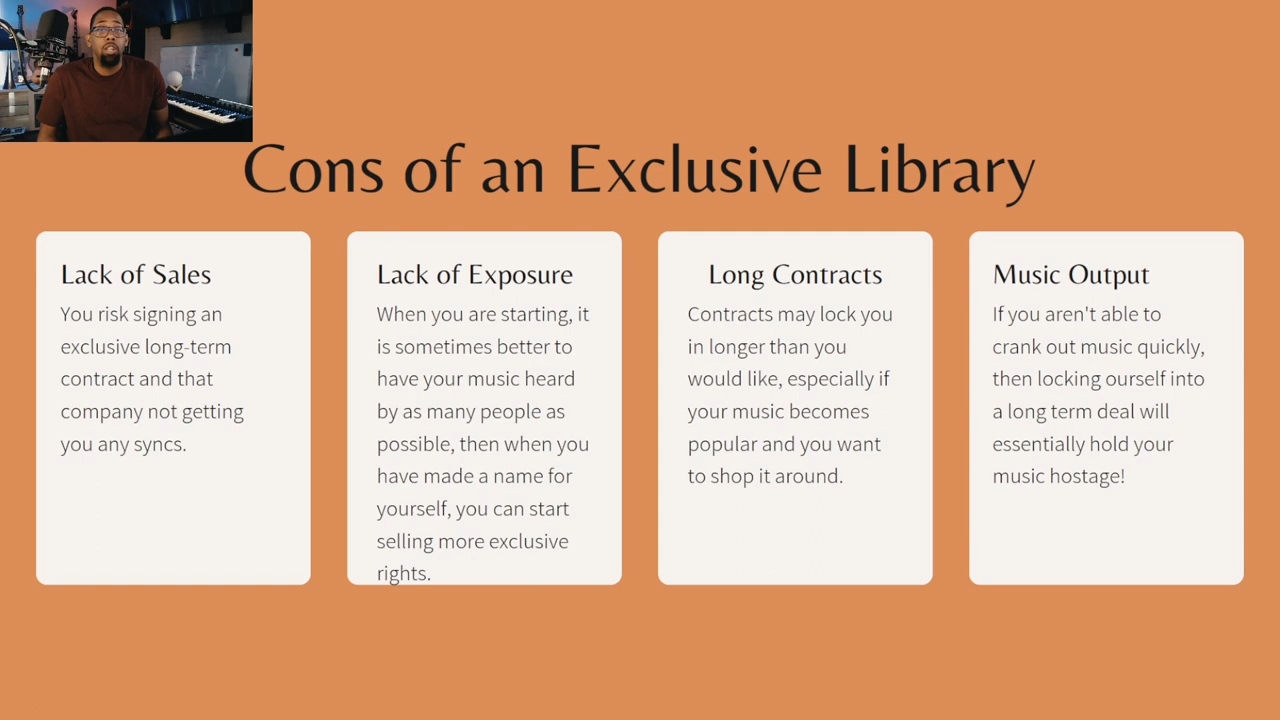 Cons of an Exclusive Library
Lack of Sales
You risk signing an
exclusive long-term
contract and that
company not getting
you any syncs.
Lack of Exposure
When you are starting, it
is sometimes better to
have your music heard
by as many people as
possible, then when you
have made a name for
yourself, you can start
selling more exclusive
rights.
Long Contracts
Contracts may lock you
in longer than you
would like, especially if
your music becomes
popular and you want
to shop it around.
Music Output
If you aren't able to
crank out music quickly,
then locking ourself into
a long term deal will
essentially hold your
music hostage!